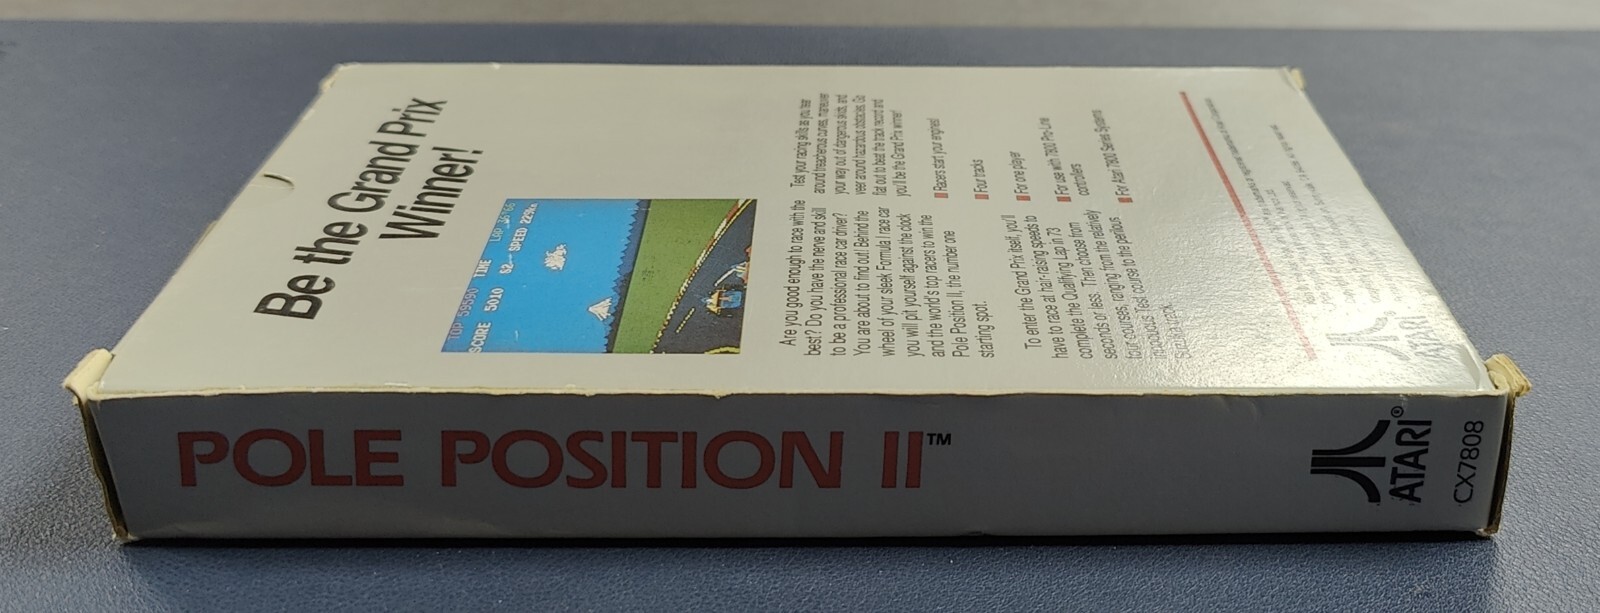 Be the Grand Prix
Winner!
TOP 59590 TIME LAP
SCORE 5010 62 SPEED
Are you good enough to race with the
best? Do you have the nerve and skill
to be a professional race car driver?
You are about to find out! Behind the
wheel of your sleek Formula I race car
you will pit yourself against the clock
and the world's top racers to win the
Pole Position II, the number one
starting spot.
To enter the Grand Prix itself, you'll
have to race at hair-raising speeds to
complete the Qualifying Lap in 73
seconds or less. Then choose from
four courses, ranging from the relatively
Test course to the perilous
Test your racing skills as you tear
around treacherous curves, maneuver
your way out of dangerous skids, and
veer around hazardous obstacles. Go
flat out to beat the track record and
you'll be the Grand Prix winner!
Racers start your engines!
Four tracks
For one player
For use with 7800 Pro-Line
controllers
For Atari 7800 Series Systems
ATARI
POLE POSITION II™
ATARI®
CX7808